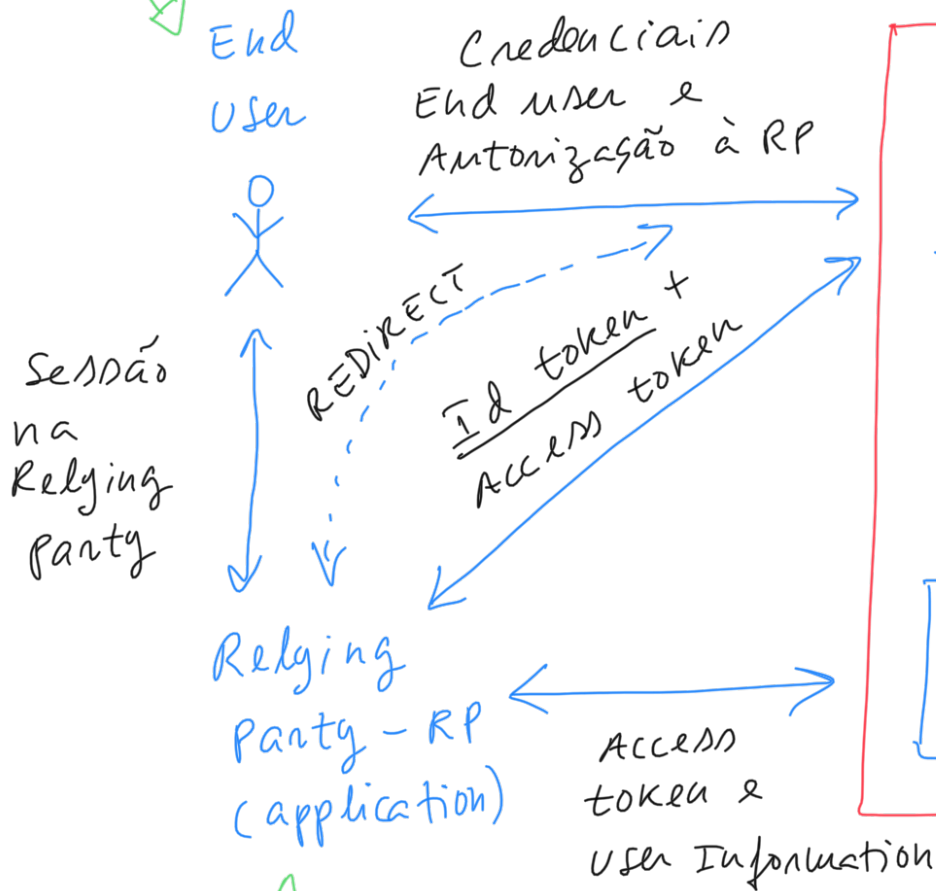 End
User
Credenciais
End user e
Autorização à RP
REDIRECT
Id token +
Access token
Sessão
na
Relying
Party
Relying
Party - RP
(application)
Access
token e
User Information